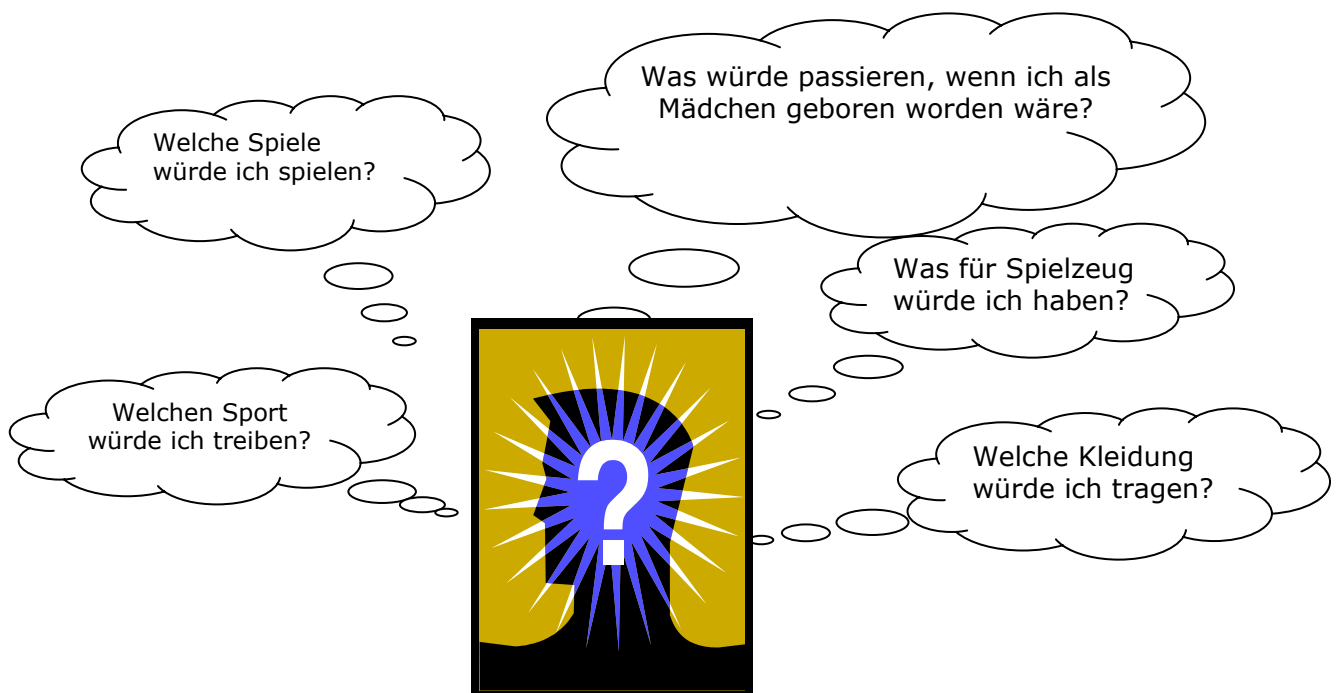 Was würde passieren, wenn ich als
Mädchen geboren worden wäre?
Welche Spiele
würde ich spielen?
Was für Spielzeug
würde ich haben?
Welchen Sport
würde ich treiben?
Welche Kleidung
würde ich tragen?
?